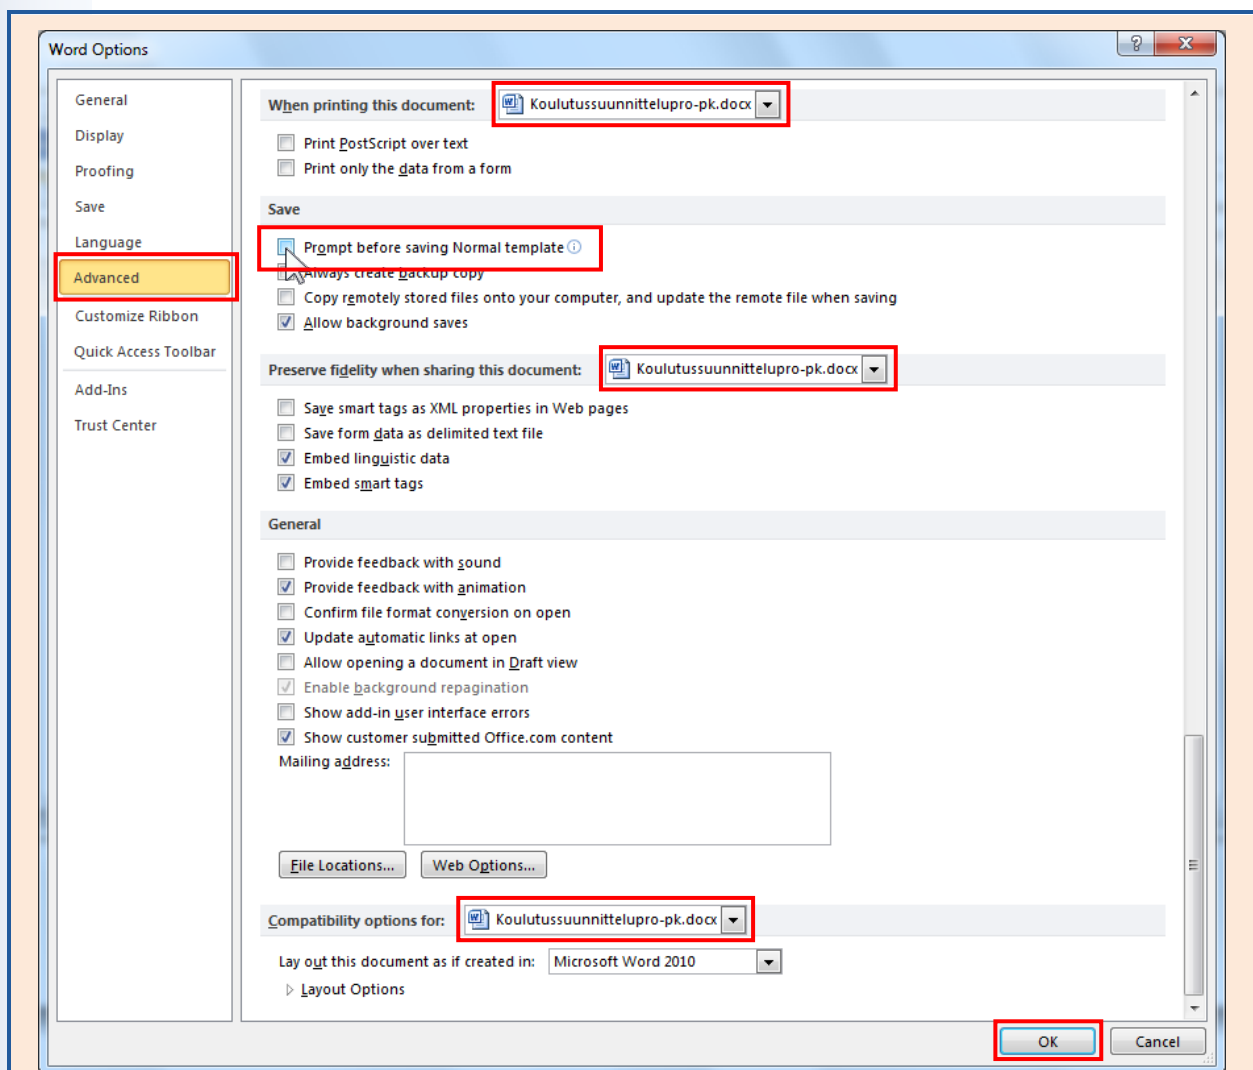 Word Options
General
Display
Proofing
Save
Language
Advanced
Customize Ribbon
Quick Access Toolbar
Add-Ins
Trust Center
When printing this document: Koulutussuunnittelupro-pk.docx
Print PostScript over text
Print only the data from a form
Save
Prompt before saving Normal template
Always create backup copy
Copy remotely stored files onto your computer, and update the remote file when saving
Allow background saves
Preserve fidelity when sharing this document: Koulutussuunnittelupro-pk.docx
Save smart tags as XML properties in Web pages
Save form data as delimited text file
Embed linguistic data
Embed smart tags
General
Provide feedback with sound
Provide feedback with animation
Confirm file format conversion on open
Update automatic links at open
Allow opening a document in Draft view
Enable background repagination
Show add-in user interface errors
Show customer submitted Office.com content
Mailing address:
File Locations... Web Options...
Compatibility options for: Koulutussuunnittelupro-pk.docx
Lay out this document as if created in: Microsoft Word 2010
Layout Options
OK Cancel